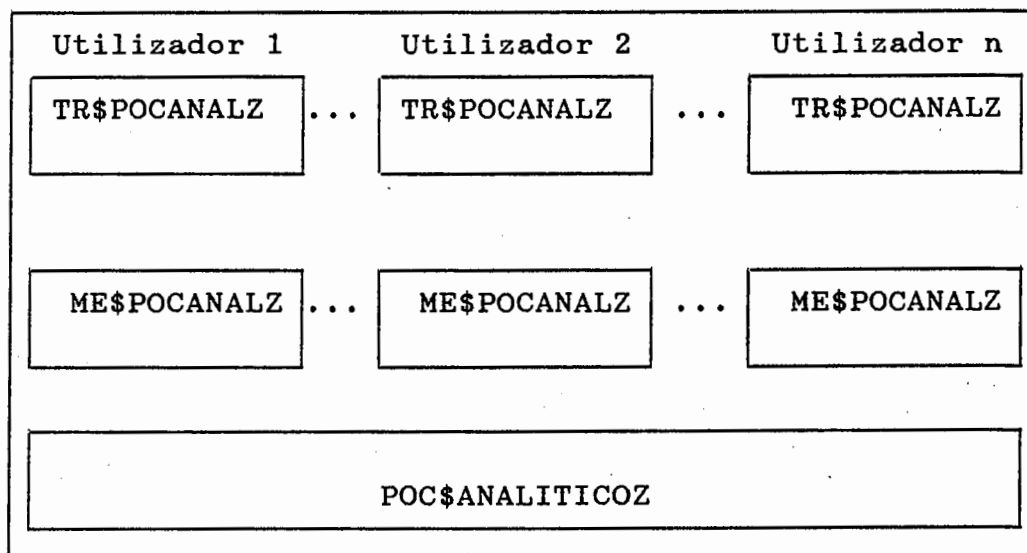 Utilizador 1 Utilizador 2 Utilizador n
TR$POCANALZ ... TR$POCANALZ ... TR$POCANALZ
ME$POCANALZ ... ME$POCANALZ ... ME$POCANALZ
POC$ANALITICOZ